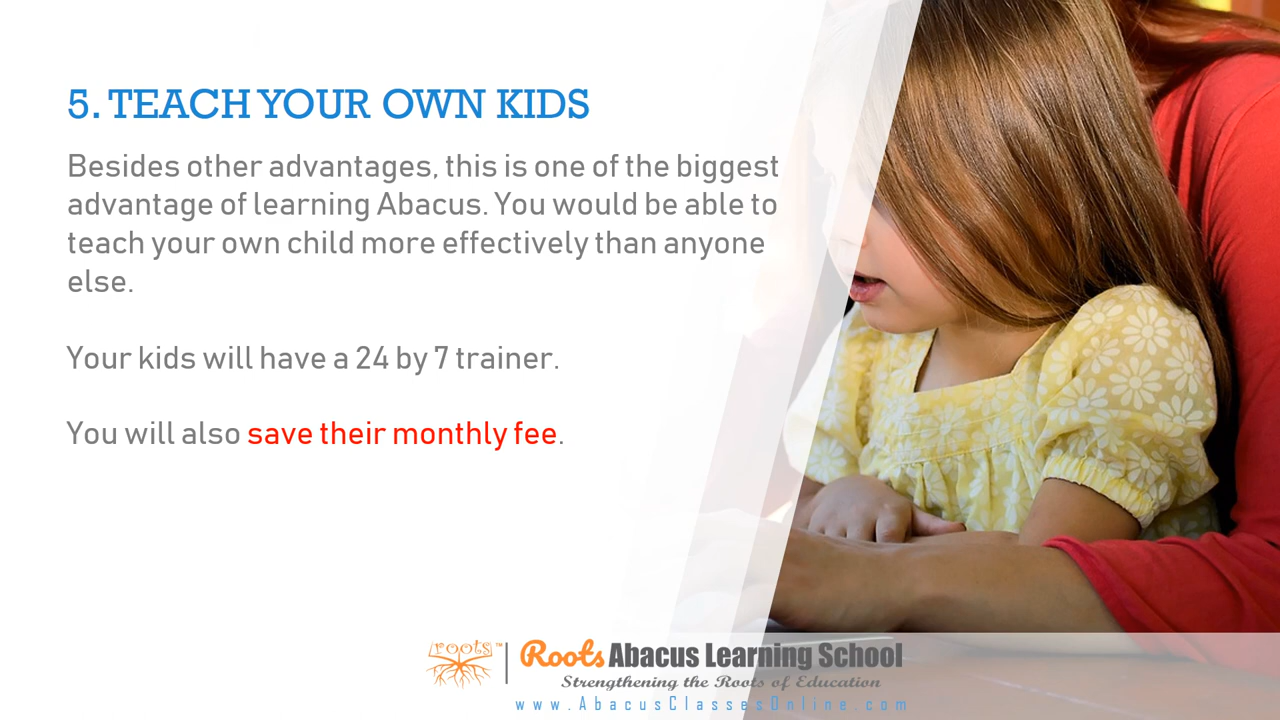 5. TEACH YOUR OWN KIDS
Besides other advantages, this is one of the biggest
advantage of learning Abacus. You would be able to
teach your own child more effectively than anyone
else.
Your kids will have a 24 by 7 trainer.
You will also save their monthly fee.
roots™ | Roots Abacus Learning School
Strengthening the Roots of Education
www.AbacusClassesOnline.com